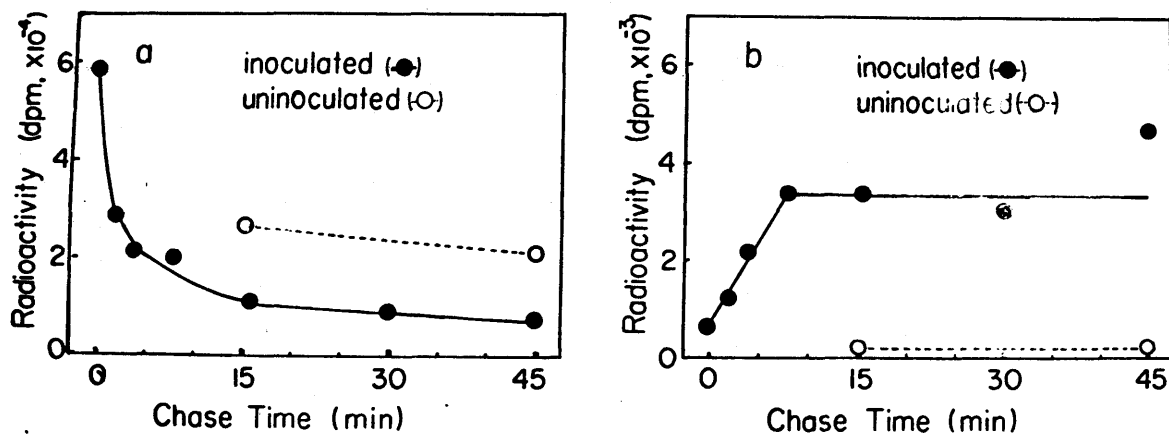 a
inoculated (-●-)
uninoculated (-○-)
Radioactivity (dpm, x10⁻⁴)
6
4
2
0
0 15 30 45
Chase Time (min)
b
inoculated (-●-)
uninoculated (-○-)
Radioactivity (dpm, x10⁻³)
6
4
2
0
0 15 30 45
Chase Time (min)